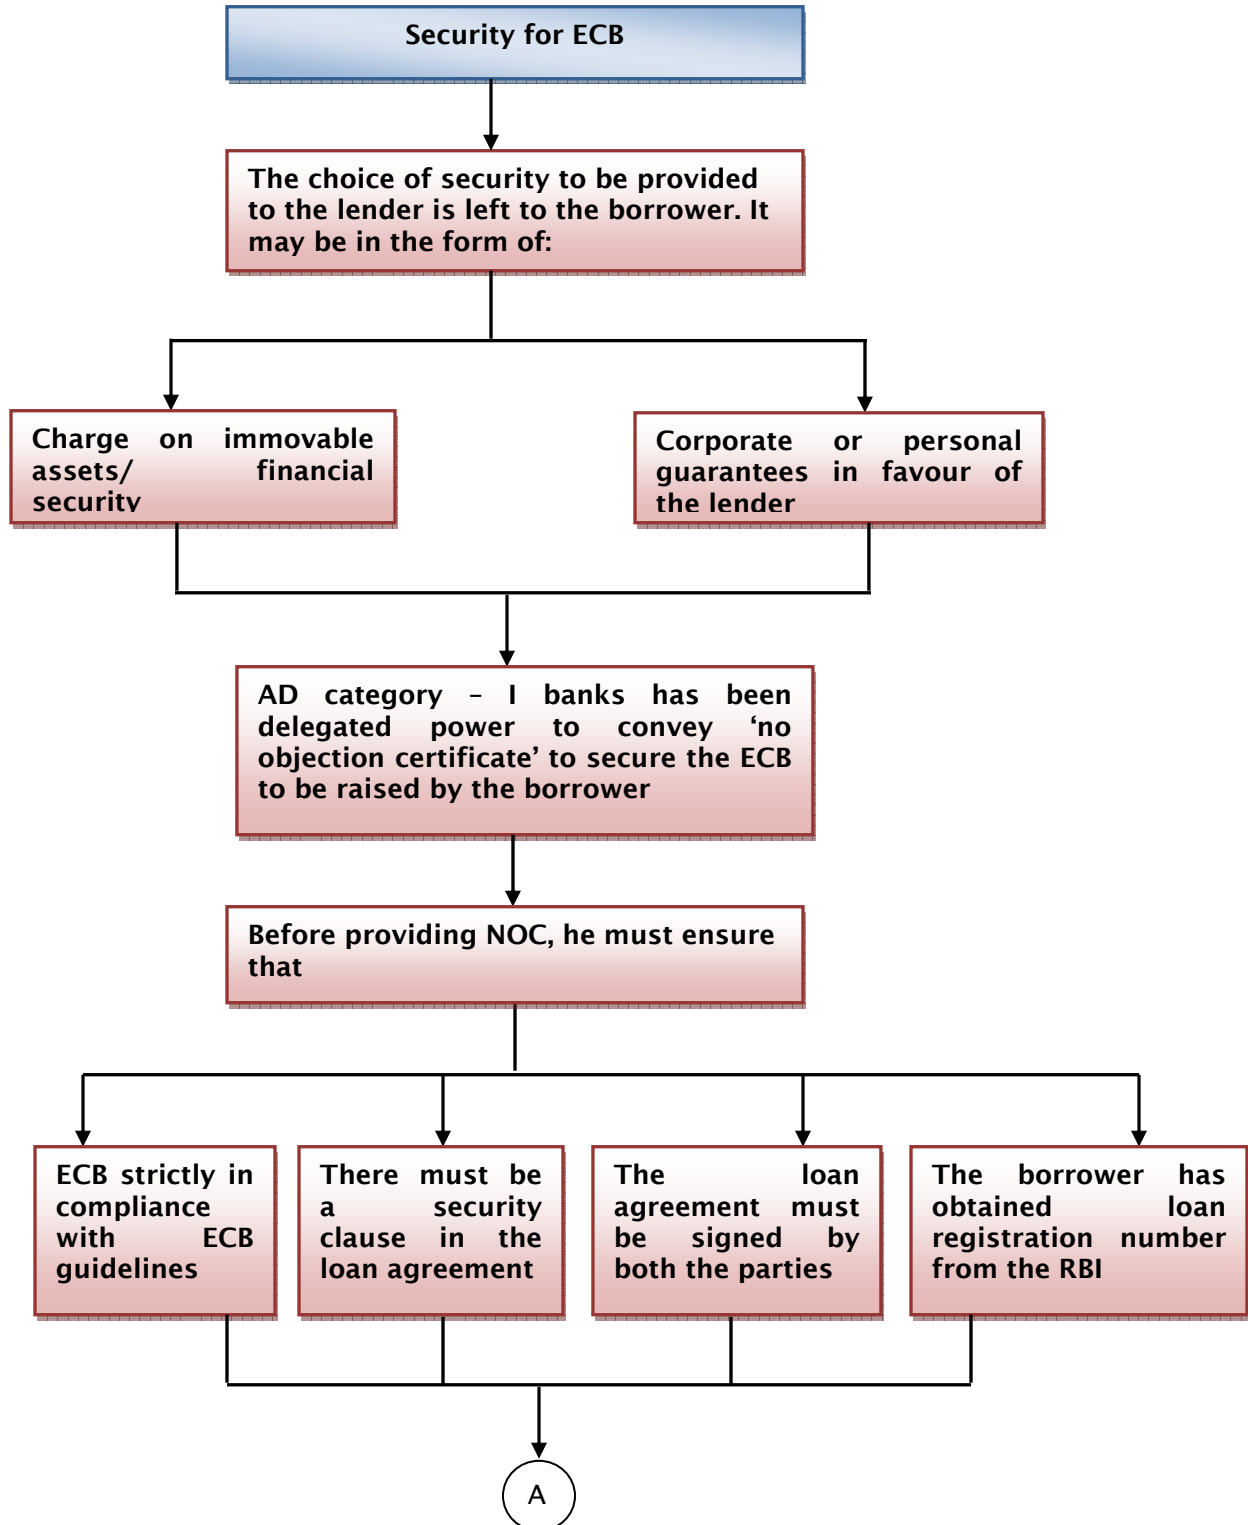 Security for ECB
The choice of security to be provided
to the lender is left to the borrower. It
may be in the form of:
Charge on immovable
assets/ financial
security
Corporate or personal
guarantees in favour of
the lender
AD category – I banks has been
delegated power to convey ‘no
objection certificate’ to secure the ECB
to be raised by the borrower
Before providing NOC, he must ensure
that
ECB strictly in
compliance
with ECB
guidelines
There must be
a security
clause in the
loan agreement
The loan
agreement must
be signed by
both the parties
The borrower has
obtained loan
registration number
from the RBI
A